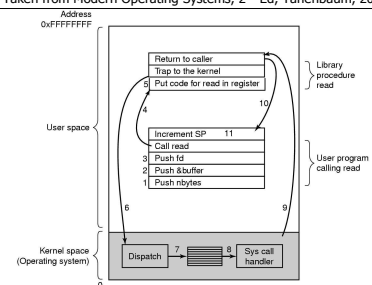 Taken from Modern Operating Systems, 2 Ed, Tanenbaum,
Address
0xFFFFFFFF
Return to caller
Trap to the kernel
5 Put code for read in register
Library
procedure
read
4
10
User space
Increment SP 11
Call read
3 Push fd
2 Push &buffer
1 Push nbytes
User program
calling read
6
9
Kernel space
(Operating system)
Dispatch
7
8
Sys call
handler